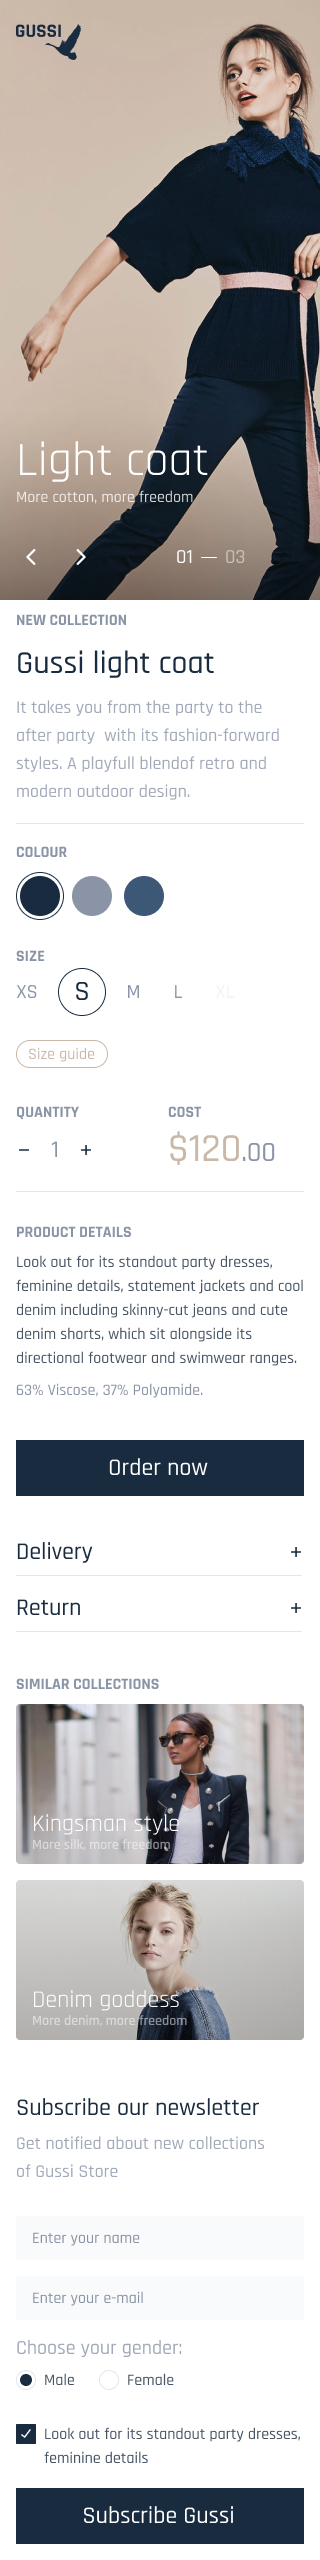 GUSSI
Light coat
More cotton, more freedom
01 — 03
NEW COLLECTION
Gussi light coat
It takes you from the party to the
after party with its fashion-forward
styles. A playfull blendof retro and
modern outdoor design.
COLOUR
SIZE
XS S M L XL
Size guide
QUANTITY COST
− 1 + $120.00
PRODUCT DETAILS
Look out for its standout party dresses,
feminine details, statement jackets and cool
denim including skinny-cut jeans and cute
denim shorts, which sit alongside its
directional footwear and swimwear ranges.
63% Viscose, 37% Polyamide.
Order now
Delivery +
Return +
SIMILAR COLLECTIONS
Kingsman style
More silk, more freedom
Denim goddess
More denim, more freedom
Subscribe our newsletter
Get notified about new collections
of Gussi Store
Enter your name
Enter your e-mail
Choose your gender:
Male Female
Look out for its standout party dresses,
feminine details
Subscribe Gussi